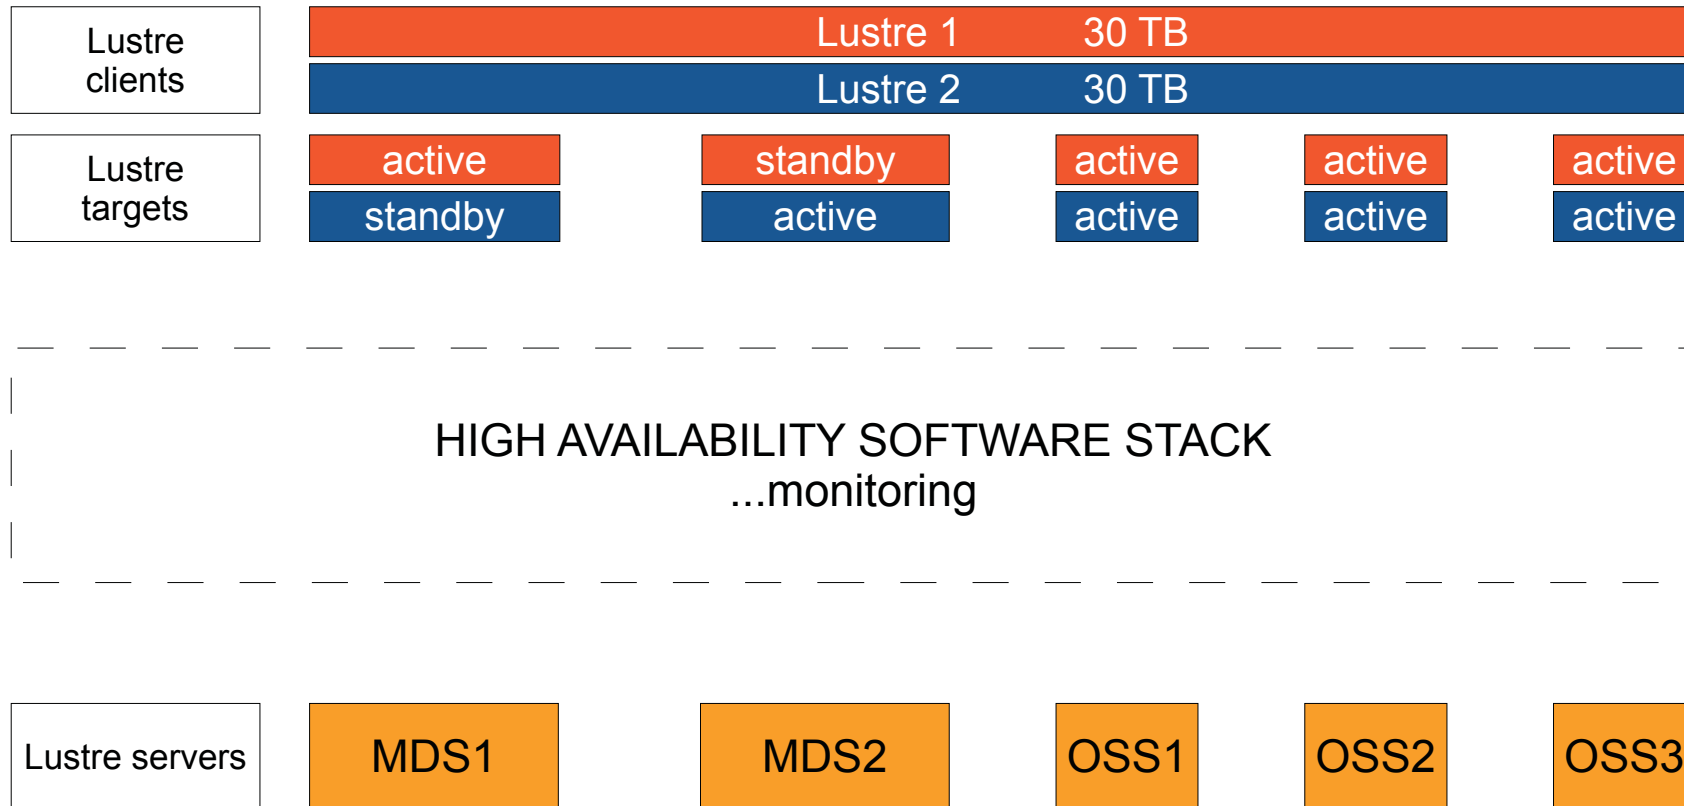 Lustre
clients
Lustre 1 30 TB
Lustre 2 30 TB
Lustre
targets
active standby active active active
standby active active active active
HIGH AVAILABILITY SOFTWARE STACK
...monitoring
Lustre servers MDS1 MDS2 OSS1 OSS2 OSS3